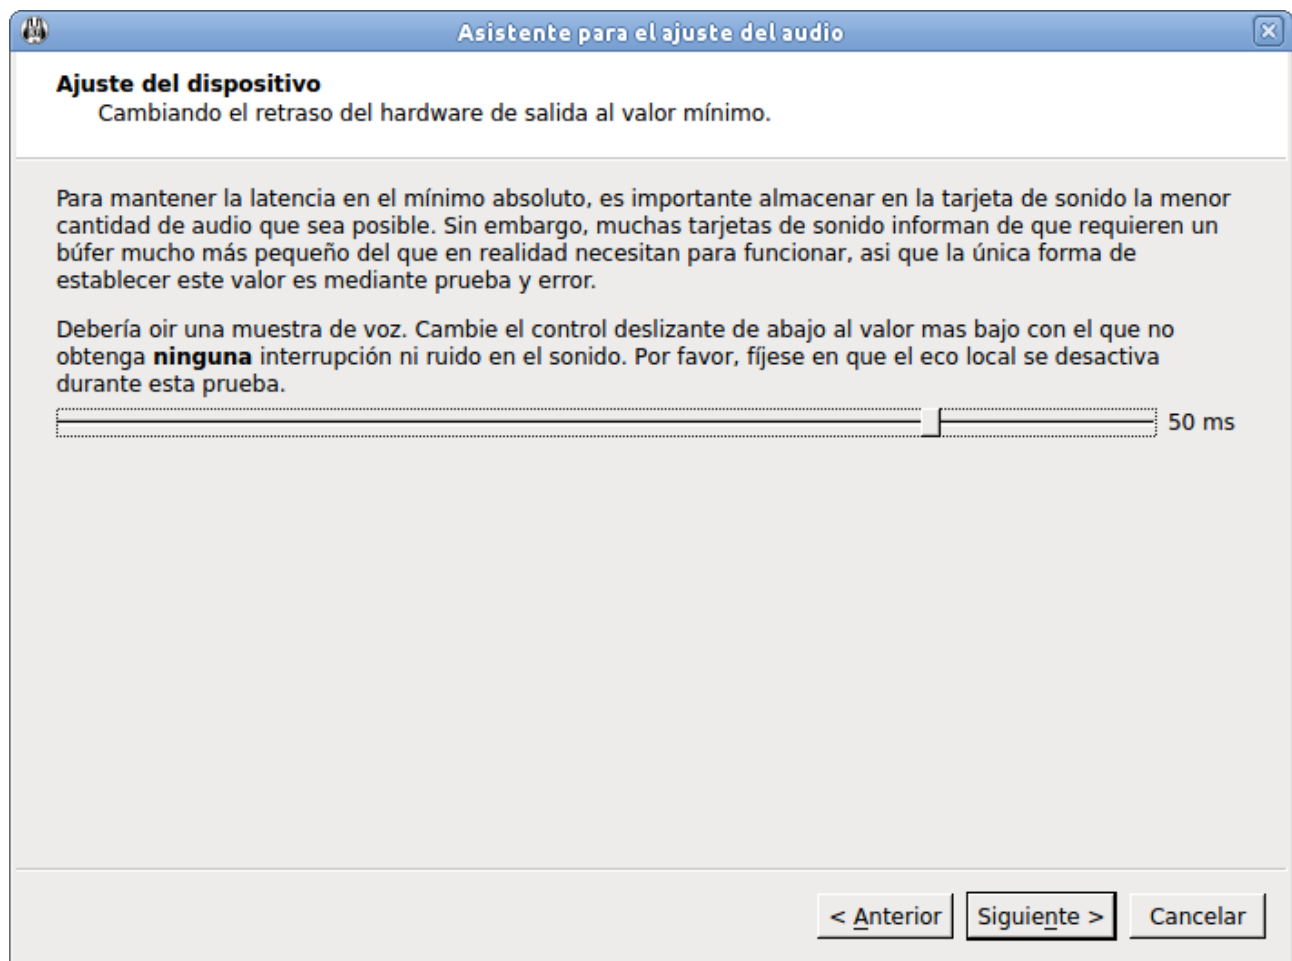 Asistente para el ajuste del audio
Ajuste del dispositivo
Cambiando el retraso del hardware de salida al valor mínimo.
Para mantener la latencia en el mínimo absoluto, es importante almacenar en la tarjeta de sonido la menor
cantidad de audio que sea posible. Sin embargo, muchas tarjetas de sonido informan de que requieren un
búfer mucho más pequeño del que en realidad necesitan para funcionar, asi que la única forma de
establecer este valor es mediante prueba y error.
Debería oir una muestra de voz. Cambie el control deslizante de abajo al valor mas bajo con el que no
obtenga ninguna interrupción ni ruido en el sonido. Por favor, fíjese en que el eco local se desactiva
durante esta prueba.
50 ms
< Anterior Siguiente > Cancelar